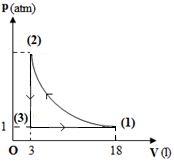 P(atm)
(2)
(3)
(1)
1
O 3 18 V (l)